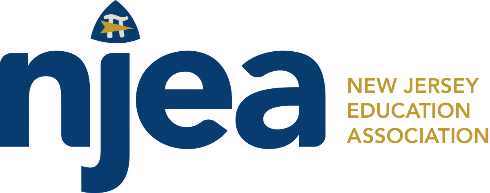 njea
NEW JERSEY
EDUCATION
ASSOCIATION